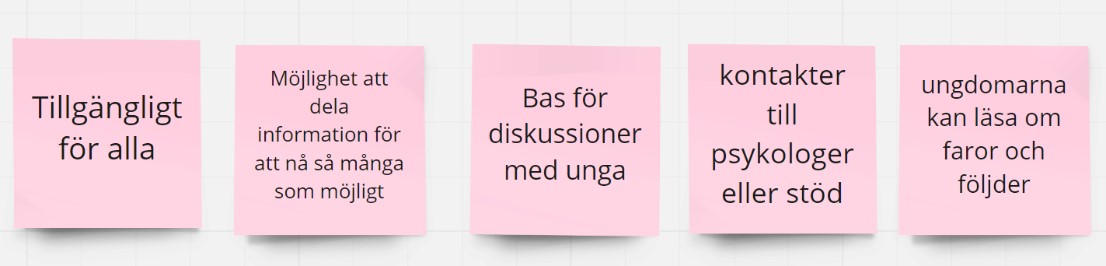 Tillgängligt
för alla
Möjlighet att
dela
information för
att nå så många
som möjligt
Bas för
diskussioner
med unga
kontakter
till
psykologer
eller stöd
ungdomarna
kan läsa om
faror och
följder